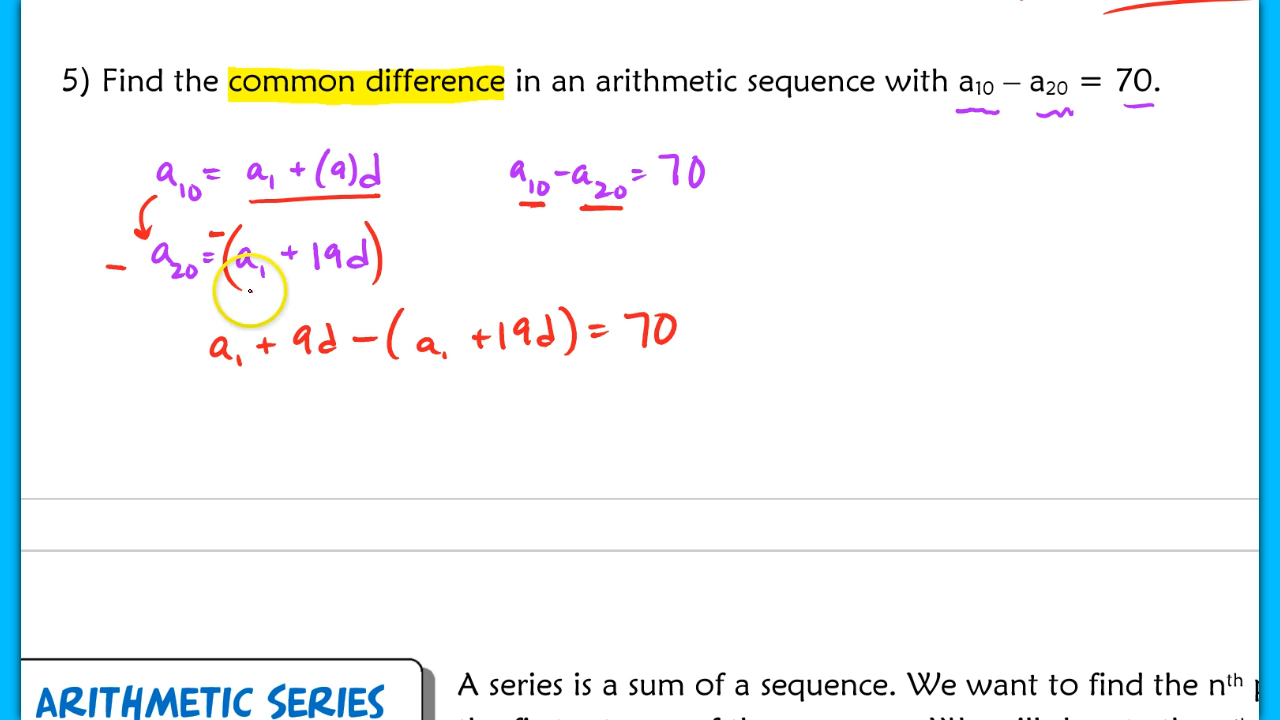 5) Find the common difference in an arithmetic sequence with a₁₀ – a₂₀ = 70.
a₁₀ = a₁ + (9)d
a₁₀ - a₂₀ = 70
- a₂₀ = -(a₁ + 19d)
a₁ + 9d - (a₁ + 19d) = 70
ARITHMETIC SERIES
A series is a sum of a sequence. We want to find the nᵗʰ